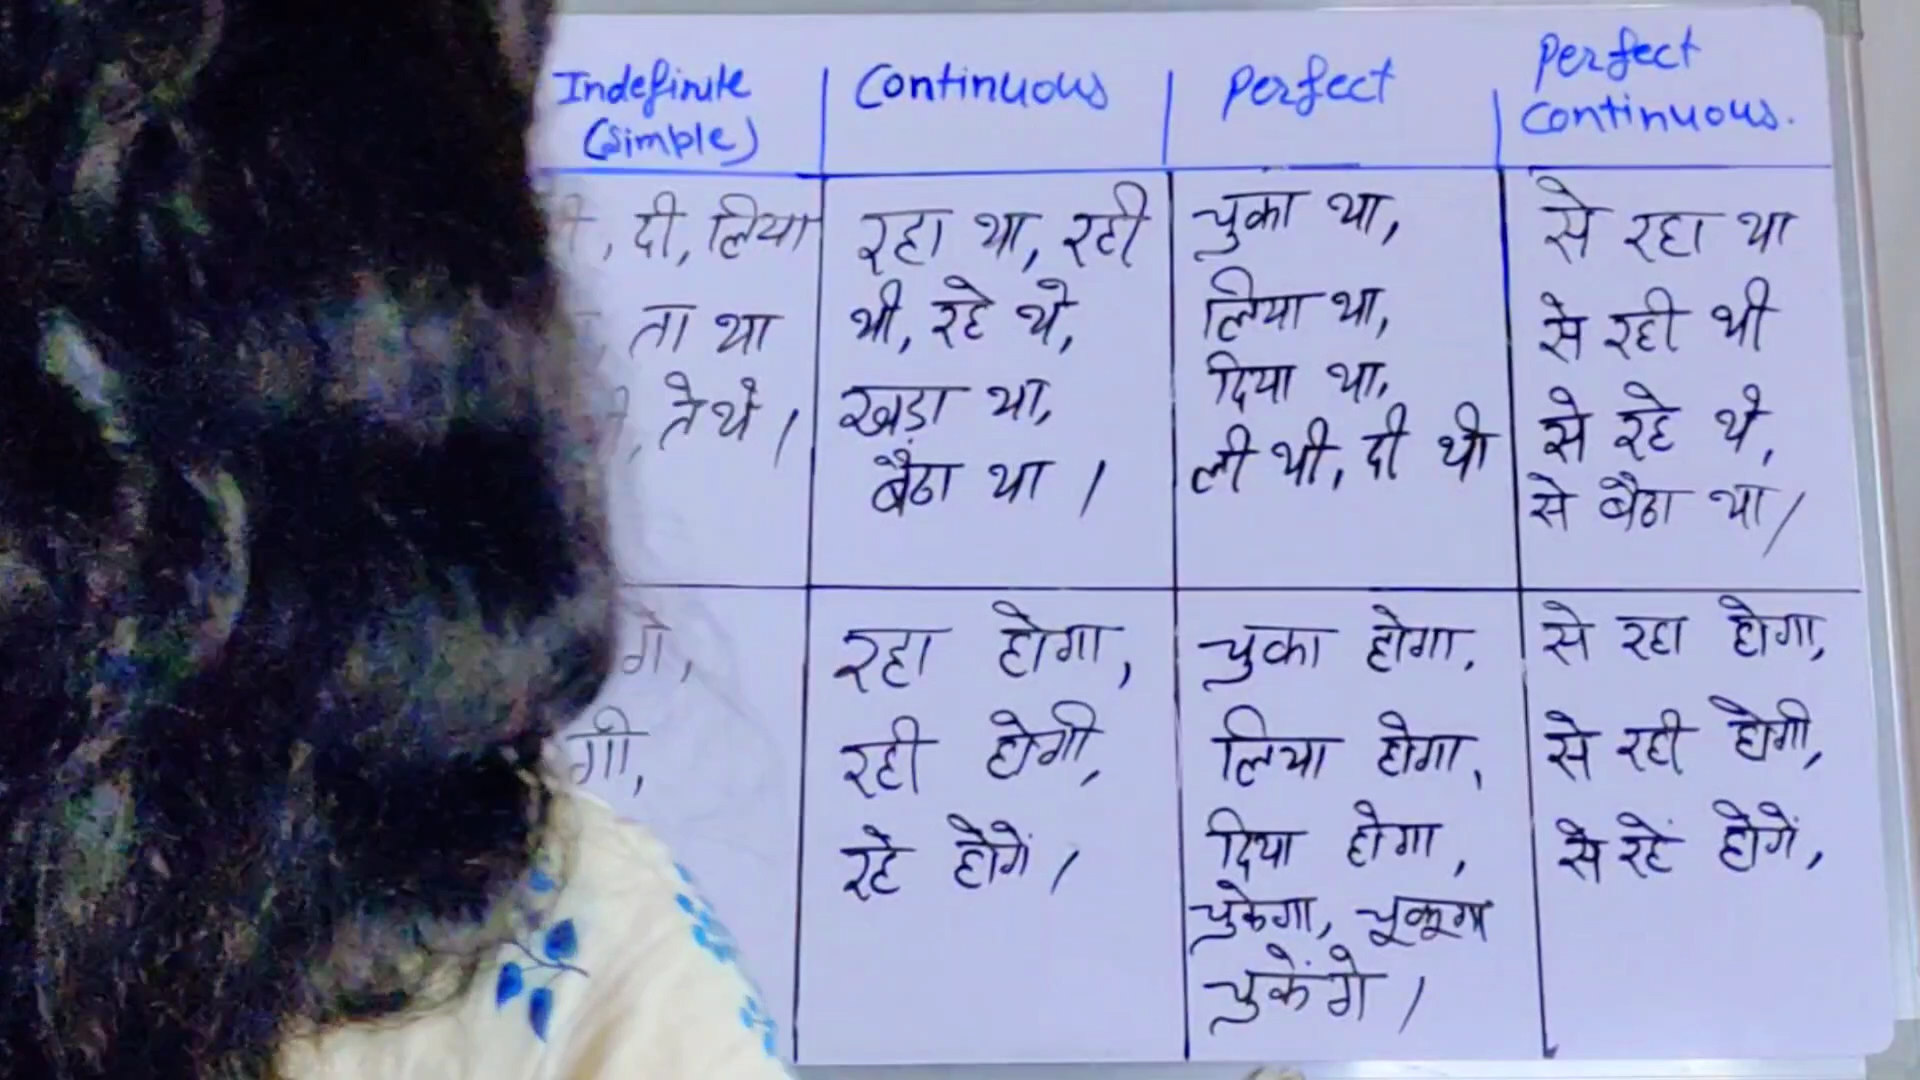 Indefinite
(Simple)
Continuous
Perfect
Perfect
Continuous.
, दी, लिया
ता था
, ते थे।
रहा था, रही
थी, रहे थे,
खड़ा था,
बैठा था।
चुका था,
लिया था,
दिया था,
ली थी, दी थी
से रहा था
से रही थी
से रहे थे,
से बैठा था।
गे,
गी,
रहा होगा,
रही होगी,
रहे होगें।
चुका होगा,
लिया होगा,
दिया होगा,
चुकेगा, चूकूगा
चुकेंगे।
से रहा होगा,
से रही होगी,
से रहें होगें,